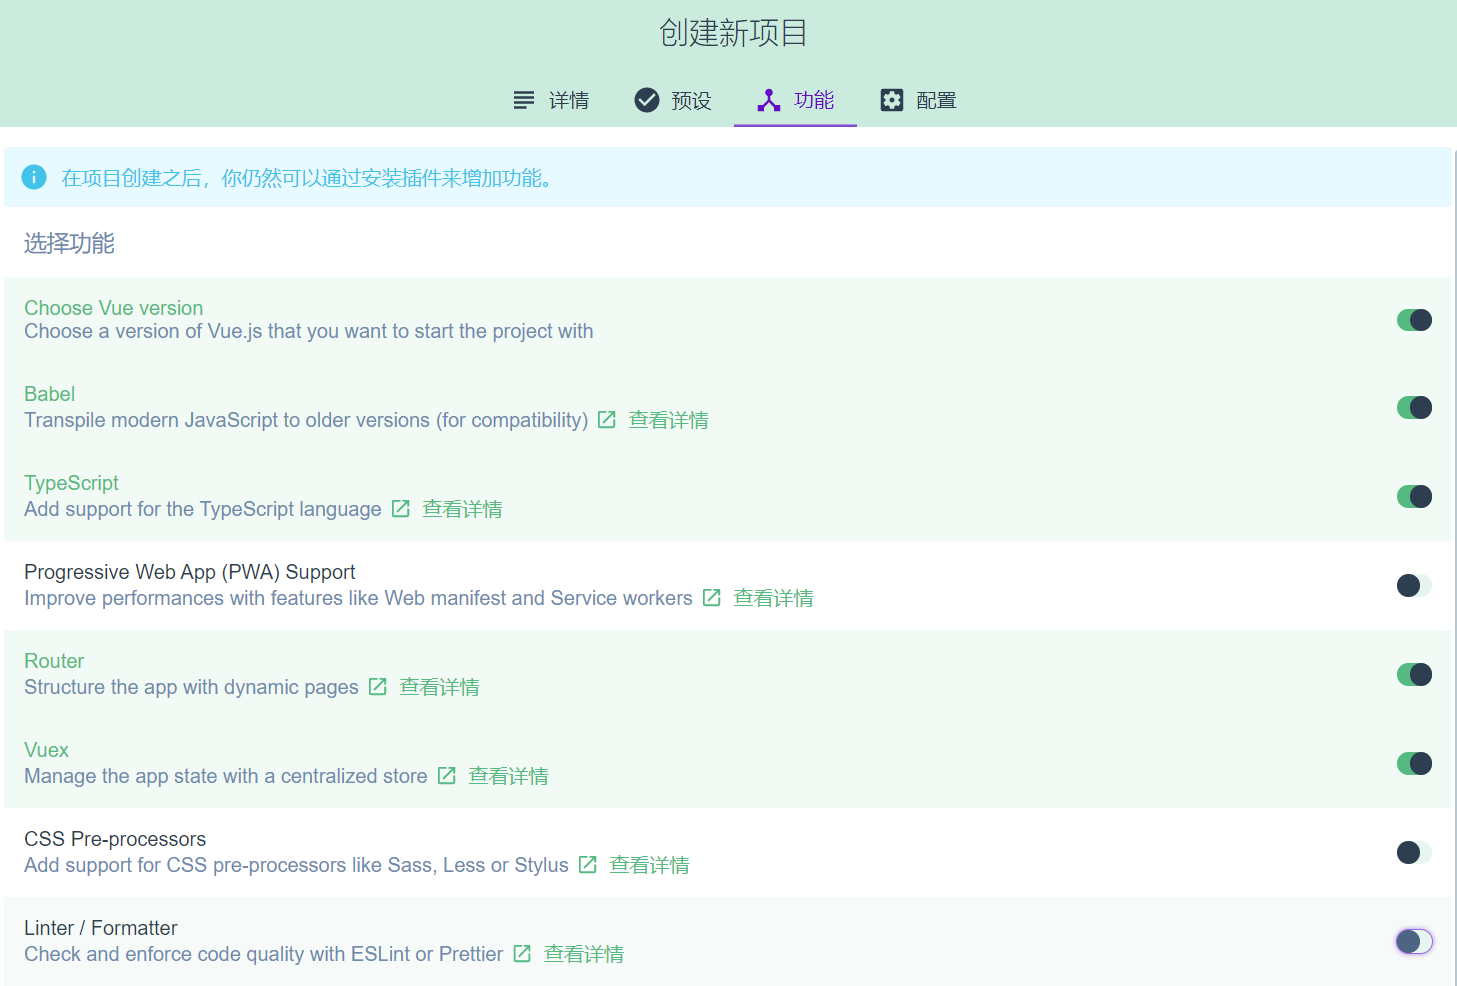 创建新项目
详情 预设 功能 配置
在项目创建之后，你仍然可以通过安装插件来增加功能。
选择功能
Choose Vue version
Choose a version of Vue.js that you want to start the project with
Babel
Transpile modern JavaScript to older versions (for compatibility) 查看详情
TypeScript
Add support for the TypeScript language 查看详情
Progressive Web App (PWA) Support
Improve performances with features like Web manifest and Service workers 查看详情
Router
Structure the app with dynamic pages 查看详情
Vuex
Manage the app state with a centralized store 查看详情
CSS Pre-processors
Add support for CSS pre-processors like Sass, Less or Stylus 查看详情
Linter / Formatter
Check and enforce code quality with ESLint or Prettier 查看详情